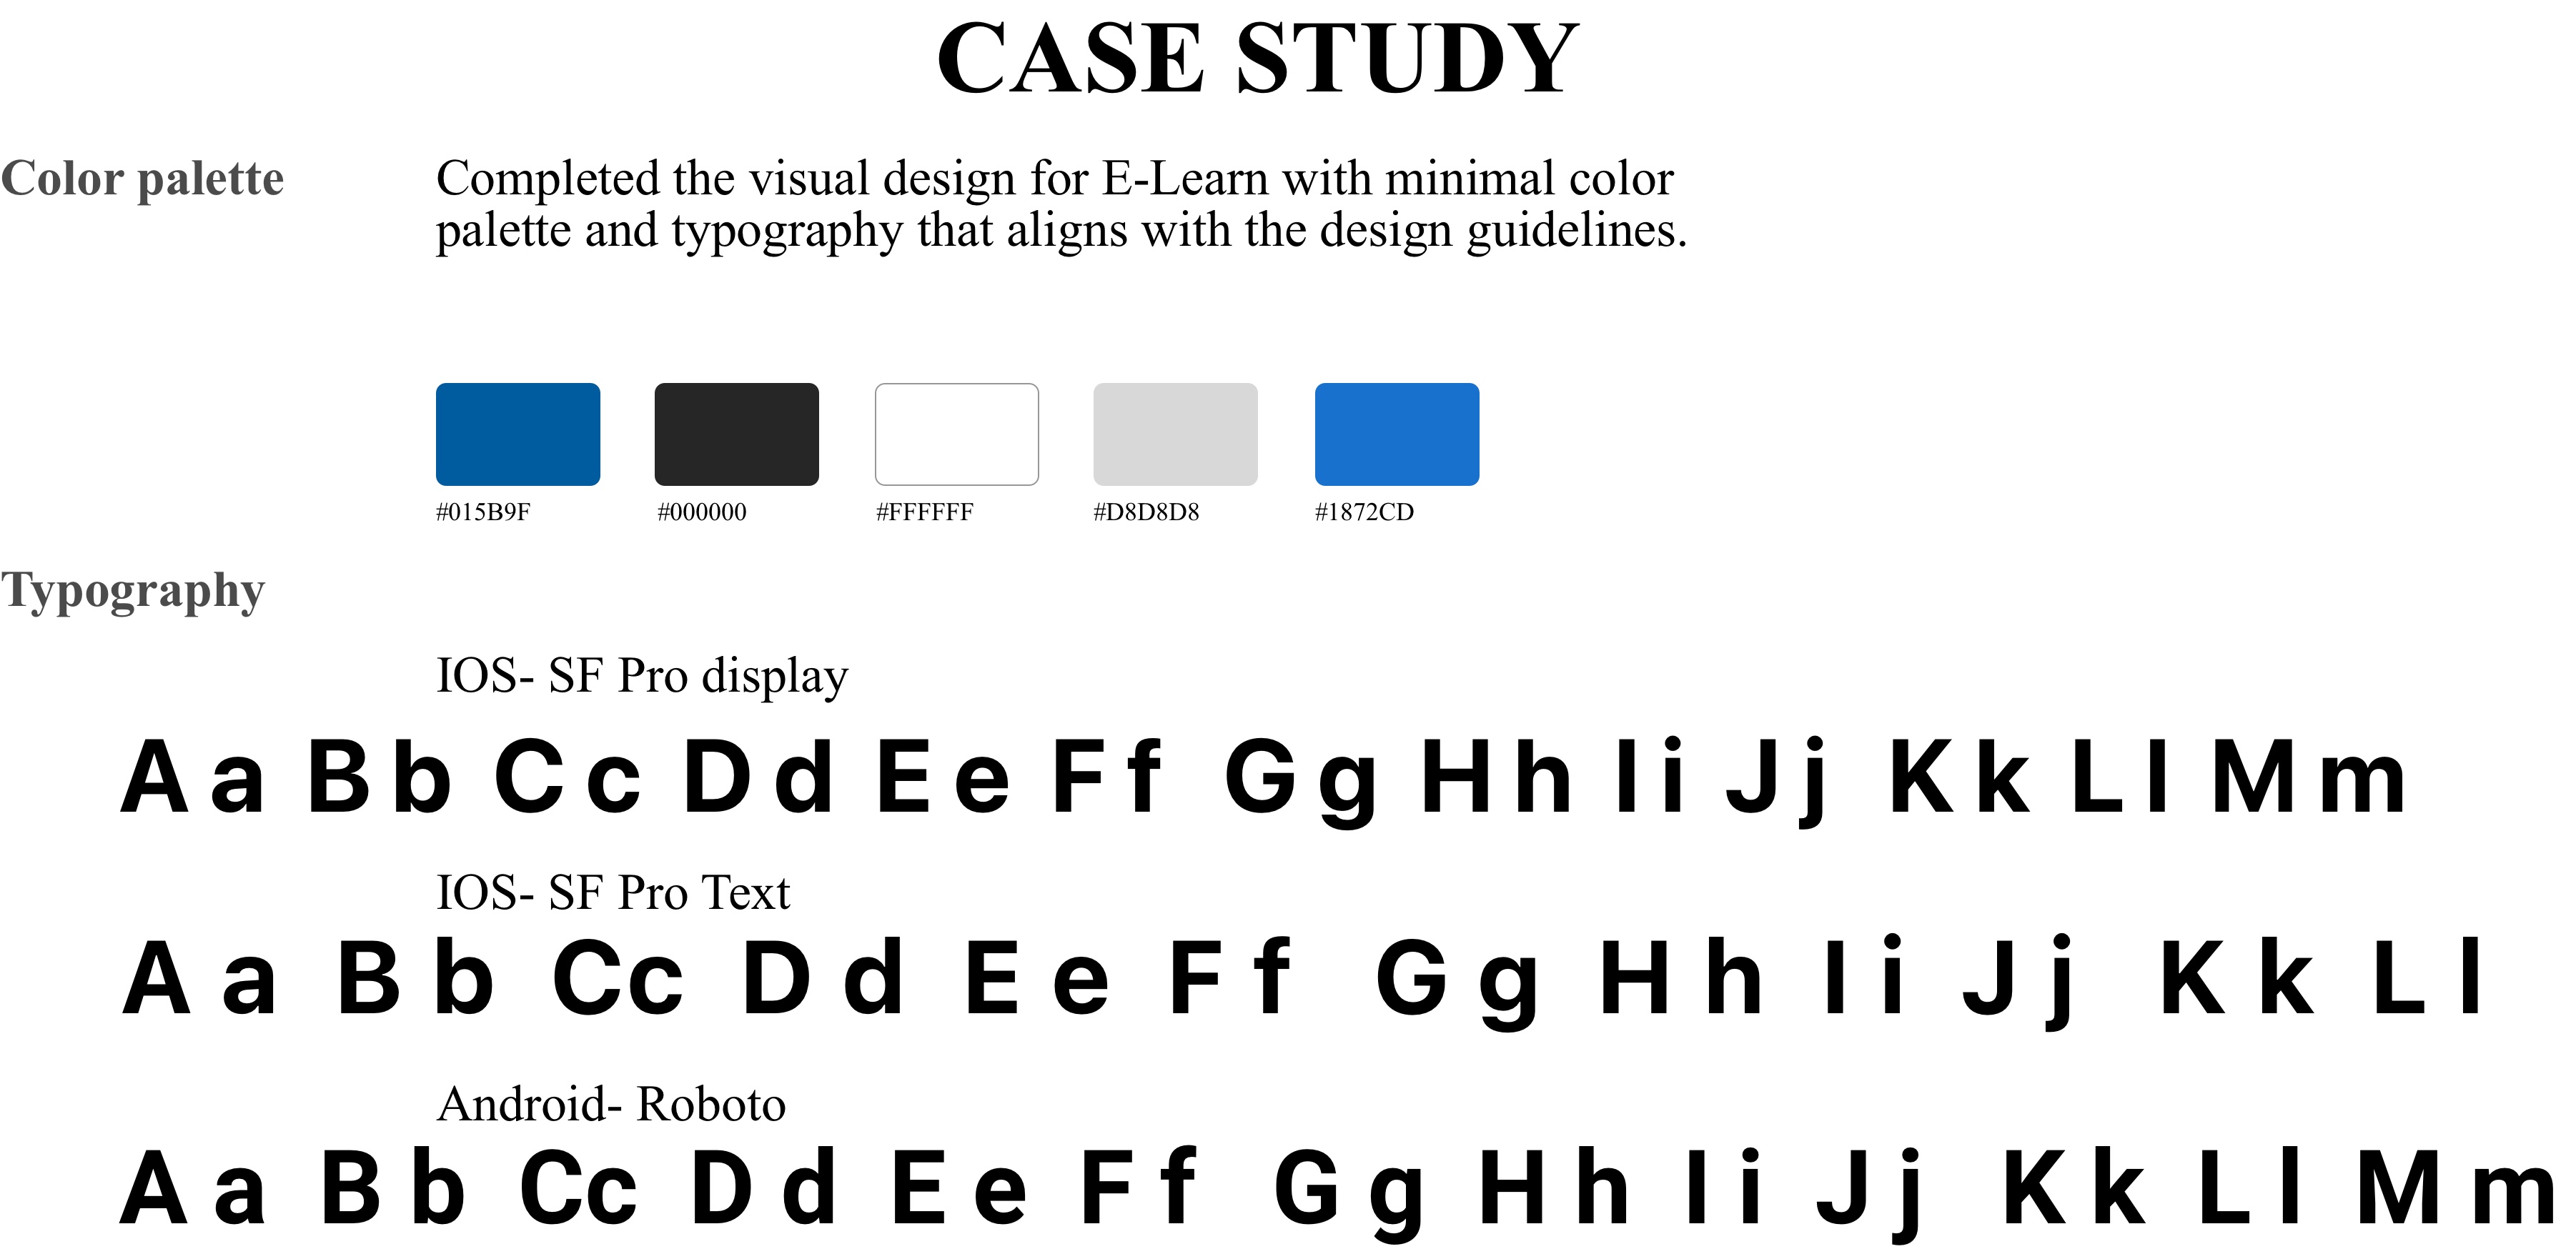 CASE STUDY
Color palette
Completed the visual design for E-Learn with minimal color
palette and typography that aligns with the design guidelines.
#015B9F #000000 #FFFFFF #D8D8D8 #1872CD
Typography
IOS- SF Pro display
A a B b C c D d E e F f G g H h I i J j K k L l M m
IOS- SF Pro Text
A a B b Cc D d E e F f G g H h I i J j K k L l
Android- Roboto
A a B b Cc D d E e F f G g H h I i J j K k L l M m